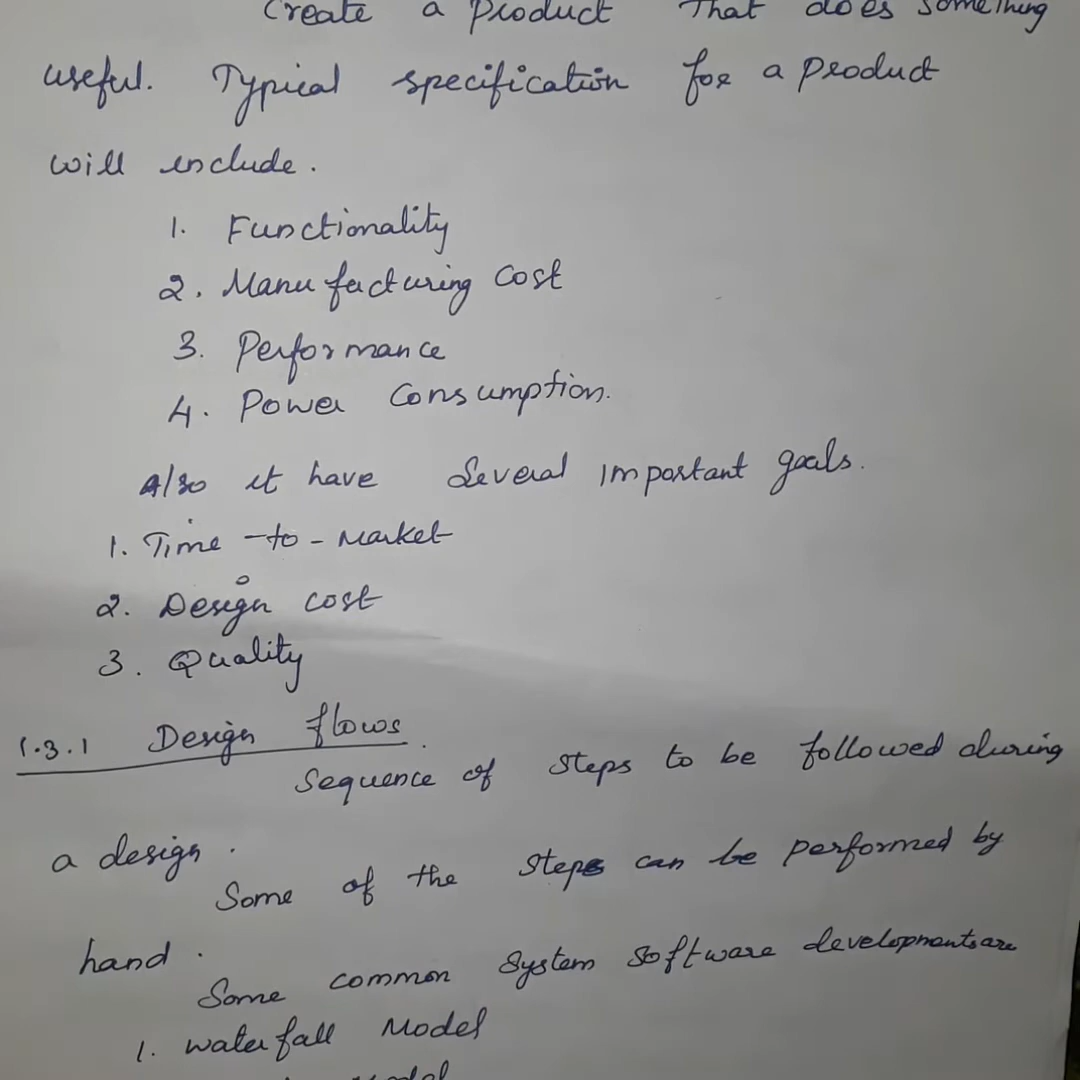 Create a product that does something
useful. Typical specification for a product
will include.
1. Functionality
2. Manufacturing cost
3. Performance
4. Power Consumption.
Also it have Several important goals.
1. Time-to-market
2. Design cost
3. Quality
1.3.1 Design flows.
Sequence of steps to be followed during
a design.
Some of the steps can be performed by
hand.
Some common System software developments are
1. waterfall Model